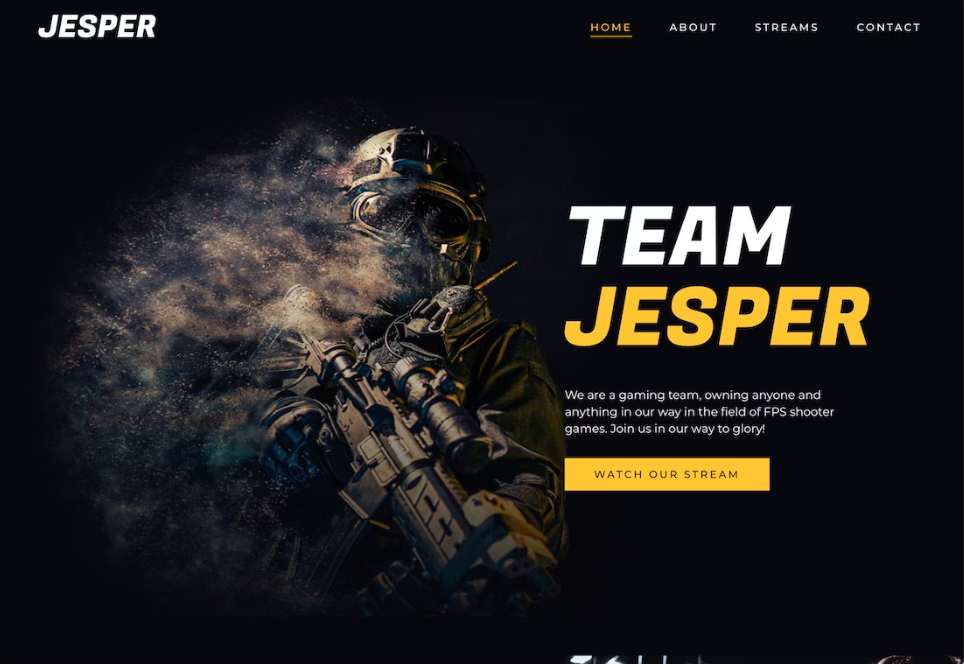 JESPER
HOME ABOUT STREAMS CONTACT
TEAM
JESPER
We are a gaming team, owning anyone and
anything in our way in the field of FPS shooter
games. Join us in our way to glory!
WATCH OUR STREAM